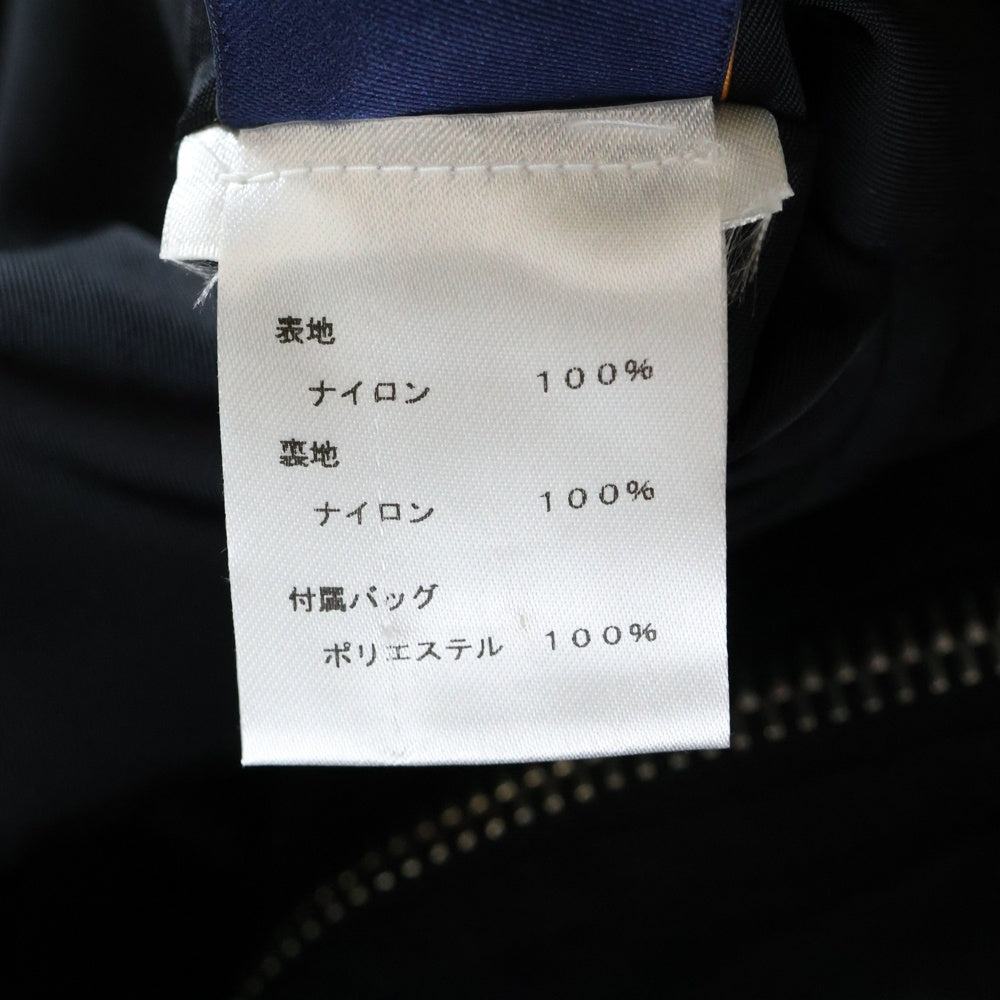 表地
ナイロン 100%
裏地
ナイロン 100%
付属バッグ
ポリエステル 100%